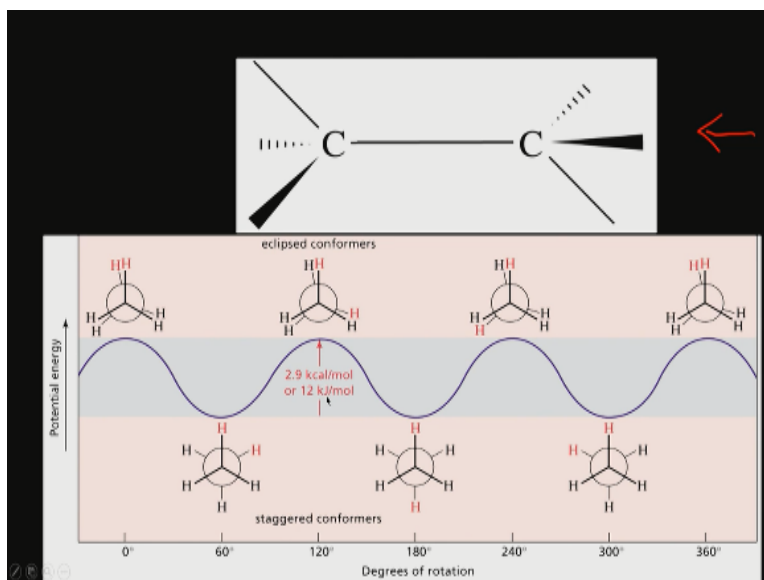 C C
eclipsed conformers
HH H H H H HH
H H H H H H H H
H H H H
Potential energy
2.9 kcal/mol
or 12 kJ/mol
H H H
H H H H H H
H H H H H H
H H H
staggered conformers
0° 60° 120° 180° 240° 300° 360°
Degrees of rotation